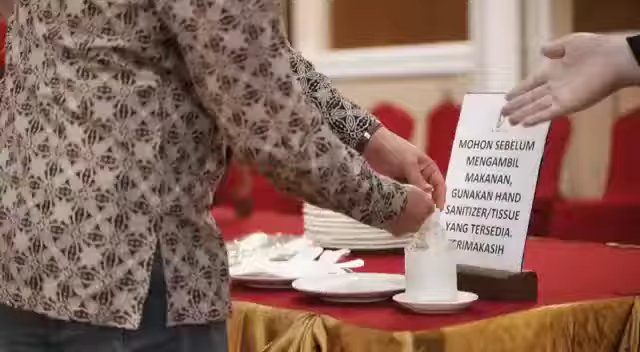 MOHON SEBELUM
MENGAMBIL
MAKANAN,
GUNAKAN HAND
SANITIZER/TISSUE
YANG TERSEDIA.
TERIMAKASIH